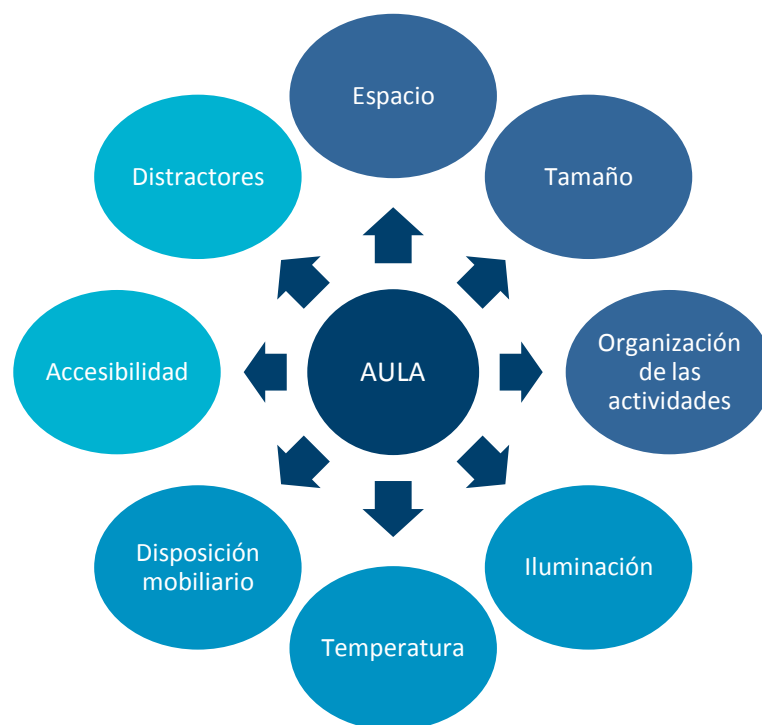 Espacio
Distractores
Tamaño
Accesibilidad
AULA
Organización
de las
actividades
Disposición
mobiliario
Iluminación
Temperatura